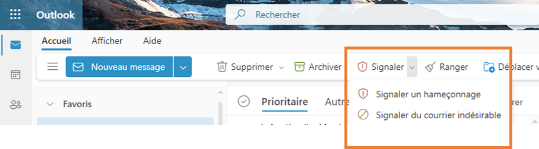 Outlook
Rechercher
Accueil Afficher Aide
Nouveau message Supprimer Archiver Signaler Ranger Déplacer v
Favoris
Prioritaire Autre
Signaler un hameçonnage
Signaler du courrier indésirable